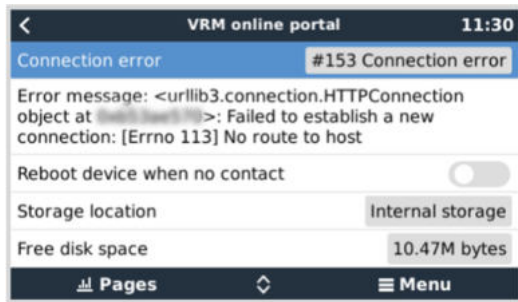 VRM online portal 11:30
Connection error #153 Connection error
Error message: <urllib3.connection.HTTPConnection
object at >: Failed to establish a new
connection: [Errno 113] No route to host
Reboot device when no contact
Storage location Internal storage
Free disk space 10.47M bytes
Pages Menu